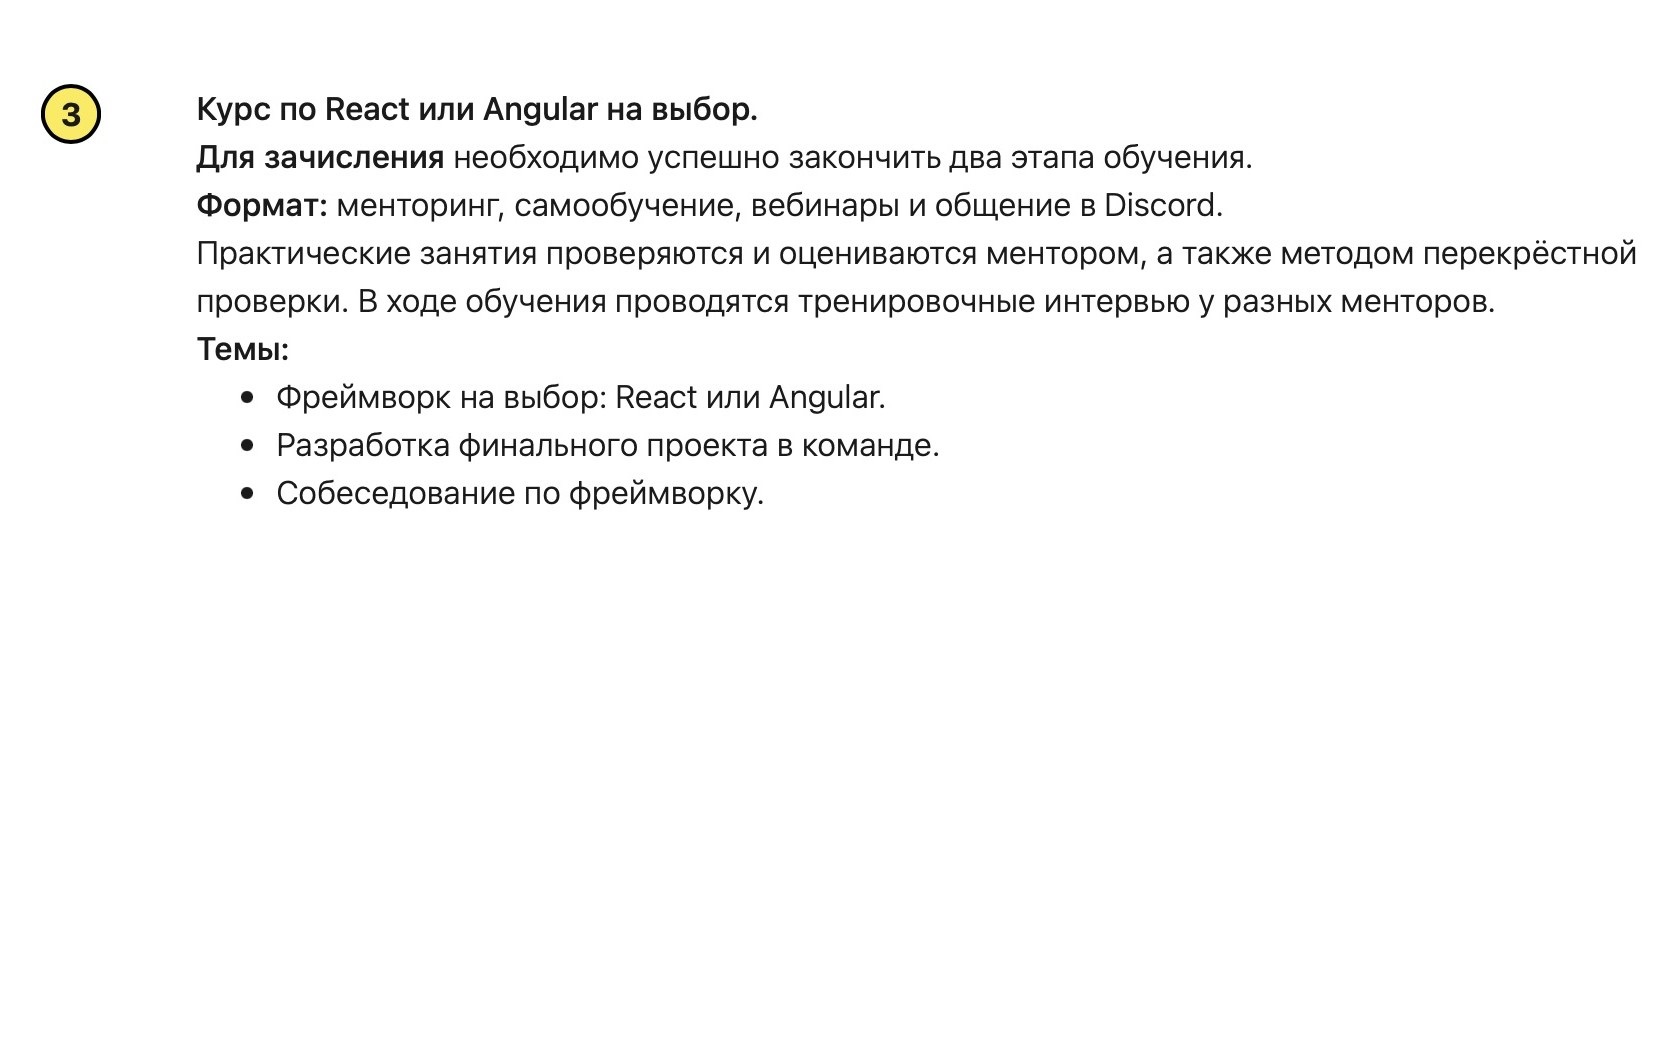 3
Курс по React или Angular на выбор.
Для зачисления необходимо успешно закончить два этапа обучения.
Формат: менторинг, самообучение, вебинары и общение в Discord.
Практические занятия проверяются и оцениваются ментором, а также методом перекрёстной
проверки. В ходе обучения проводятся тренировочные интервью у разных менторов.
Темы:
• Фреймворк на выбор: React или Angular.
• Разработка финального проекта в команде.
• Собеседование по фреймворку.